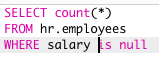 SELECT count(*)
FROM hr.employees
WHERE salary is null